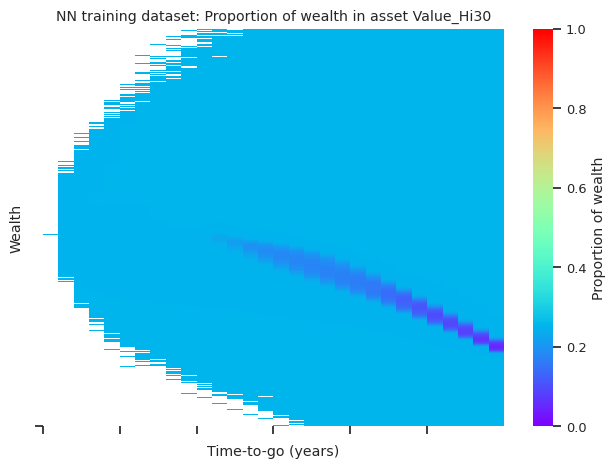 NN training dataset: Proportion of wealth in asset Value_Hi30
Wealth
Time-to-go (years)
1.0
0.8
0.6
0.4
0.2
0.0
Proportion of wealth